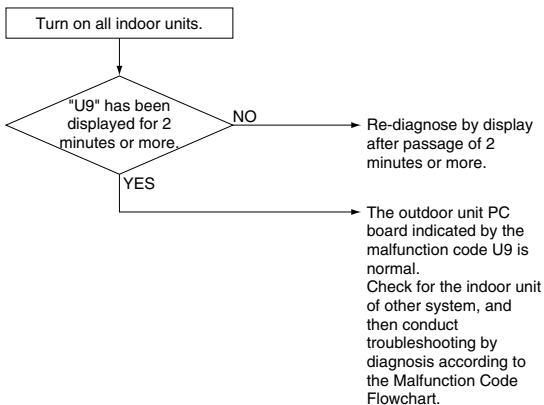 Turn on all indoor units.
"U9" has been
displayed for 2
minutes or more.
NO
Re-diagnose by display
after passage of 2
minutes or more.
YES
The outdoor unit PC
board indicated by the
malfunction code U9 is
normal.
Check for the indoor unit
of other system, and
then conduct
troubleshooting by
diagnosis according to
the Malfunction Code
Flowchart.